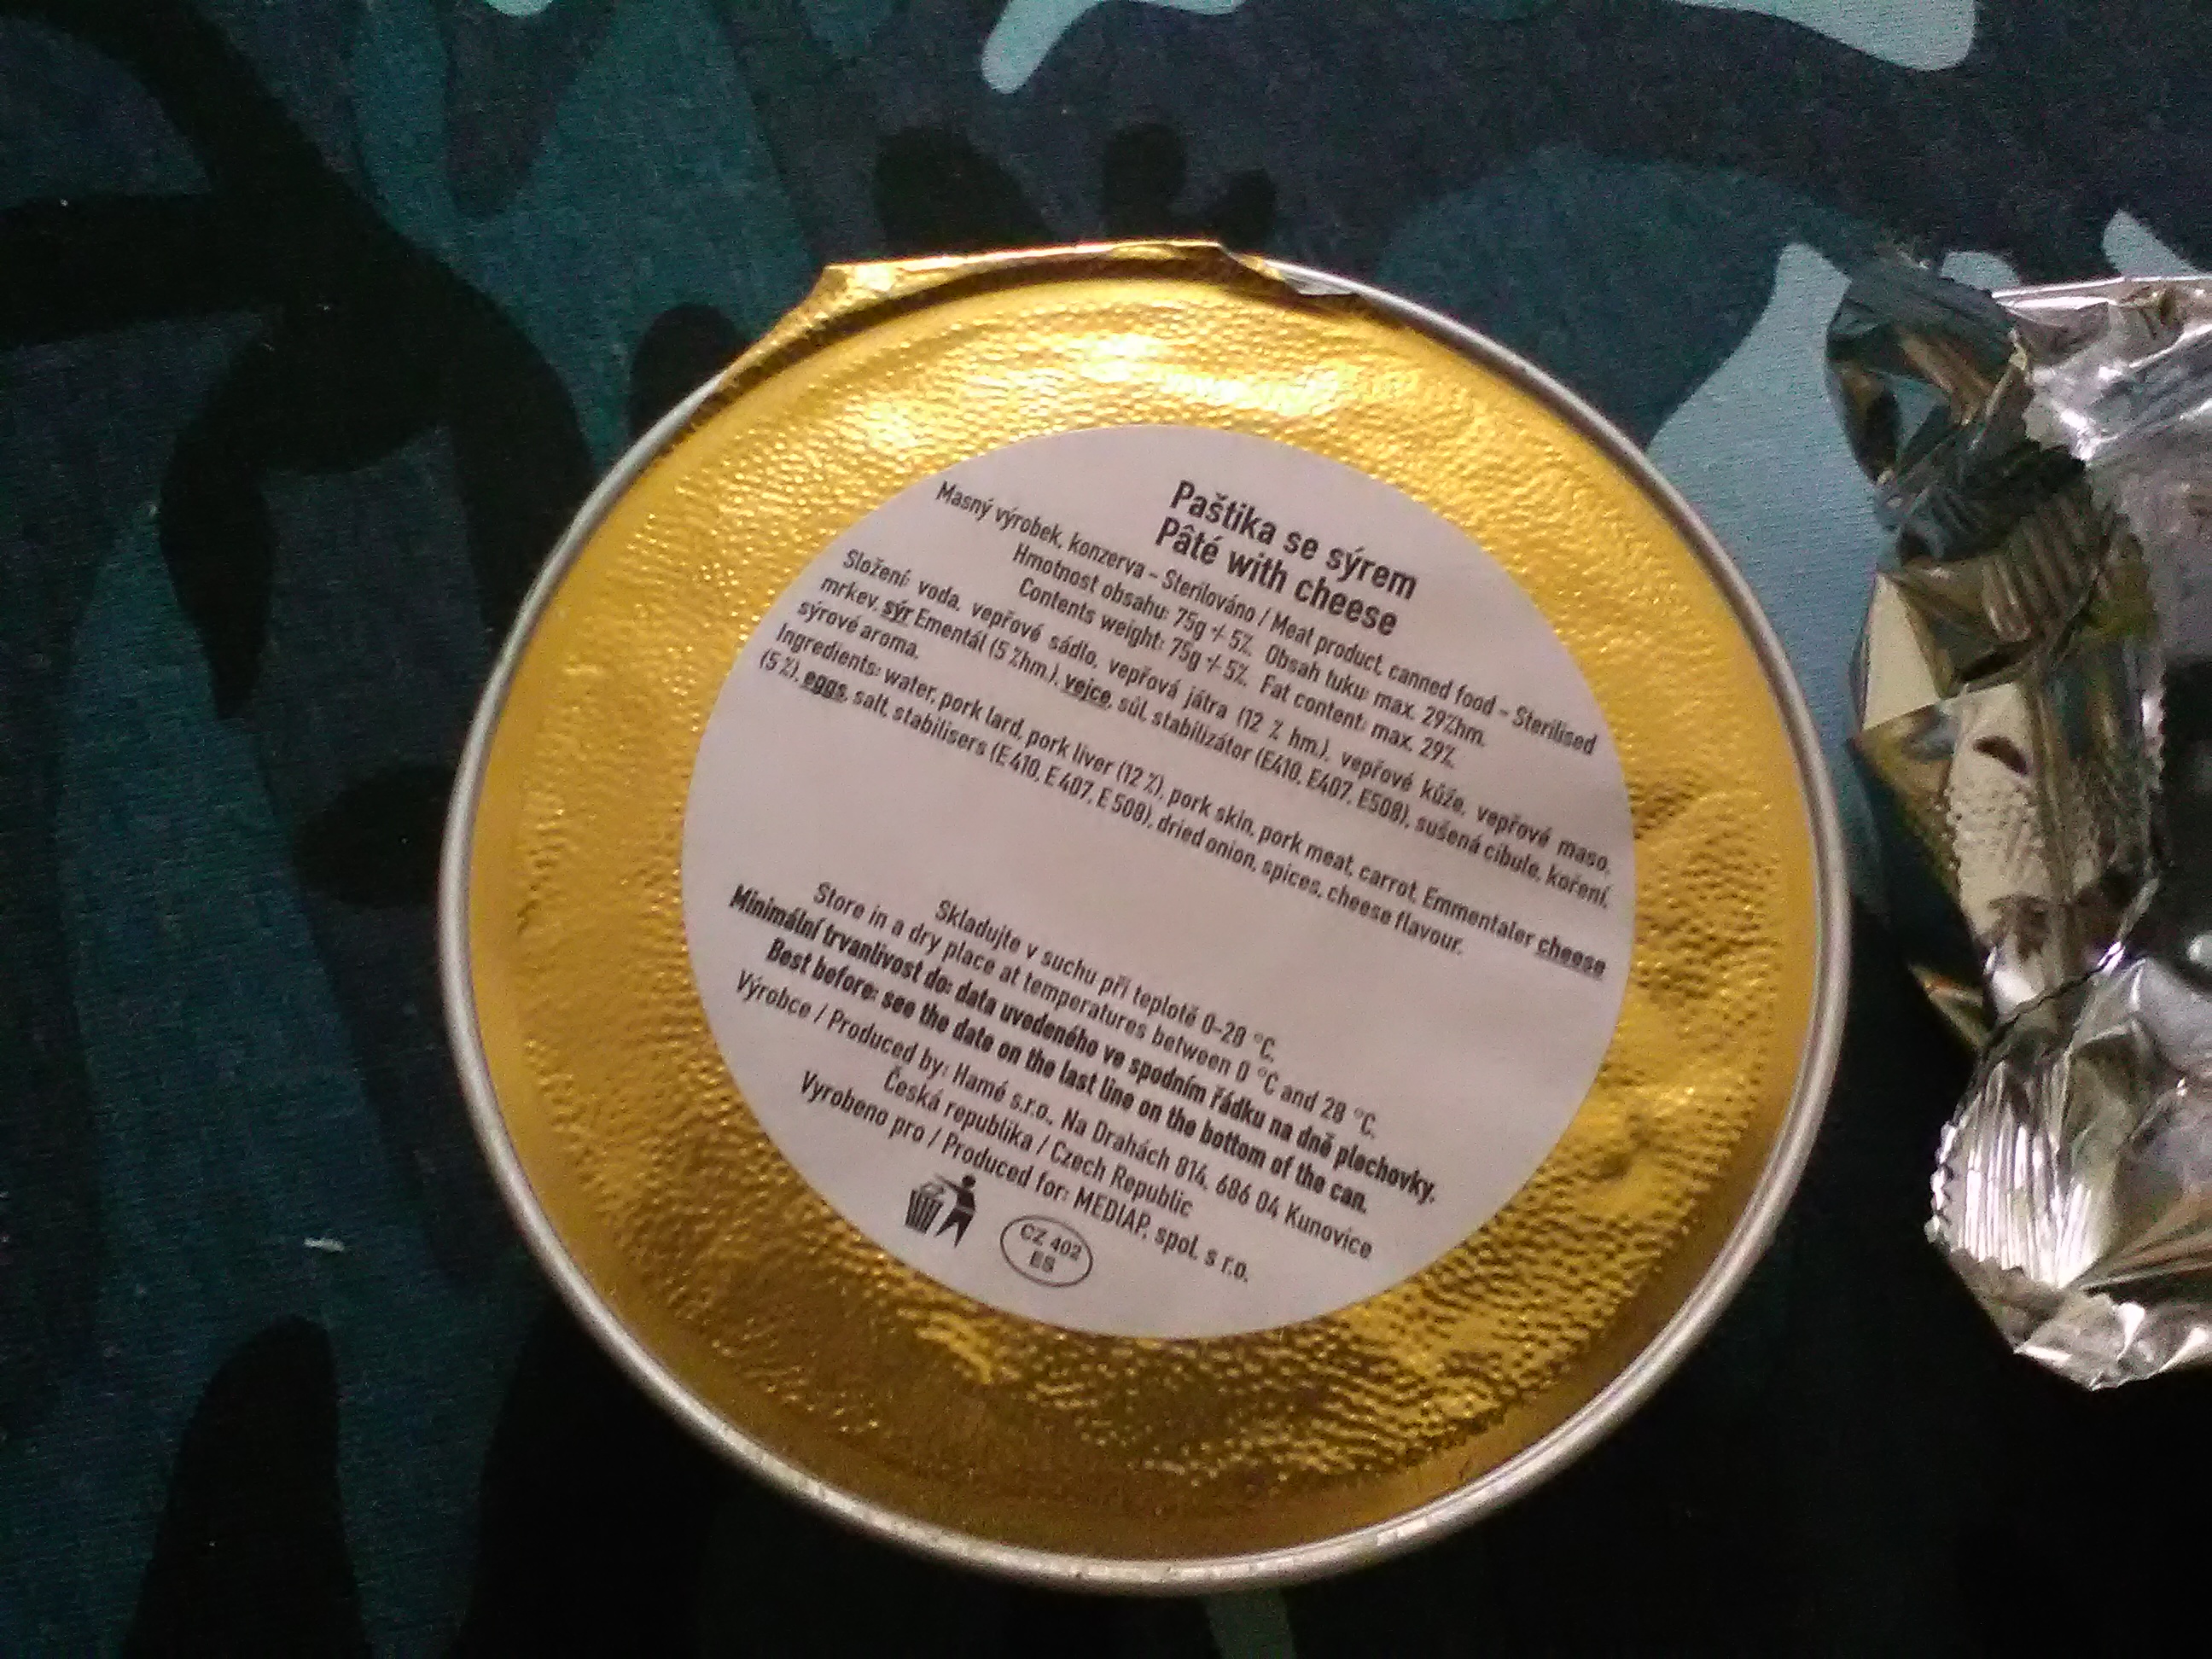 Paštika se sýrem
Pâté with cheese
Masný výrobek, konzerva - Sterilováno / Meat product, canned food - Sterilised
Hmotnost obsahu: 75g +/- 5%. Obsah tuku: max. 29%hm.
Contents weight: 75g +/- 5%. Fat content: max. 29%.
Složení: voda, vepřové sádlo, vepřová játra (12 % hm.), vepřové kůže, vepřové maso,
mrkev, sýr Ementál (5 %hm.), vejce, sůl, stabilizátor (E410, E407, E508), sušená cibule, koření,
sýrové aroma.
Ingredients: water, pork lard, pork liver (12 %), pork skin, pork meat, carrot, Emmentaler cheese
(5 %), eggs, salt, stabilisers (E 410, E 407, E 508), dried onion, spices, cheese flavour.
Skladujte v suchu při teplotě 0-28 °C.
Store in a dry place at temperatures between 0 °C and 28 °C.
Minimální trvanlivost do: data uvedeného ve spodním řádku na dně plechovky.
Best before: see the date on the last line on the bottom of the can.
Výrobce / Produced by: Hamé s.r.o., Na Drahách 814, 686 04 Kunovice
Česká republika / Czech Republic
Vyrobeno pro / Produced for: MEDIAP, spol. s r.o.
CZ 402
ES